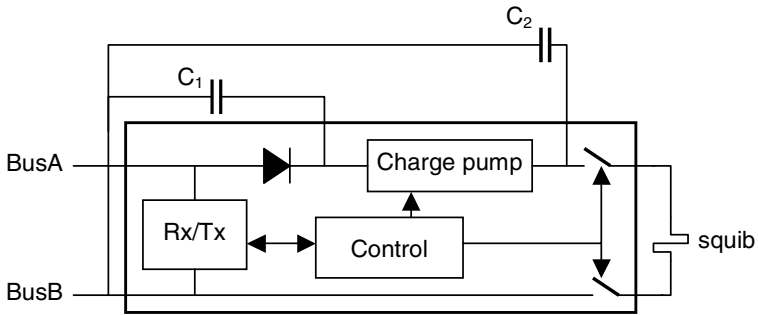 C₂
C₁
BusA
Charge pump
Rx/Tx
Control
squib
BusB